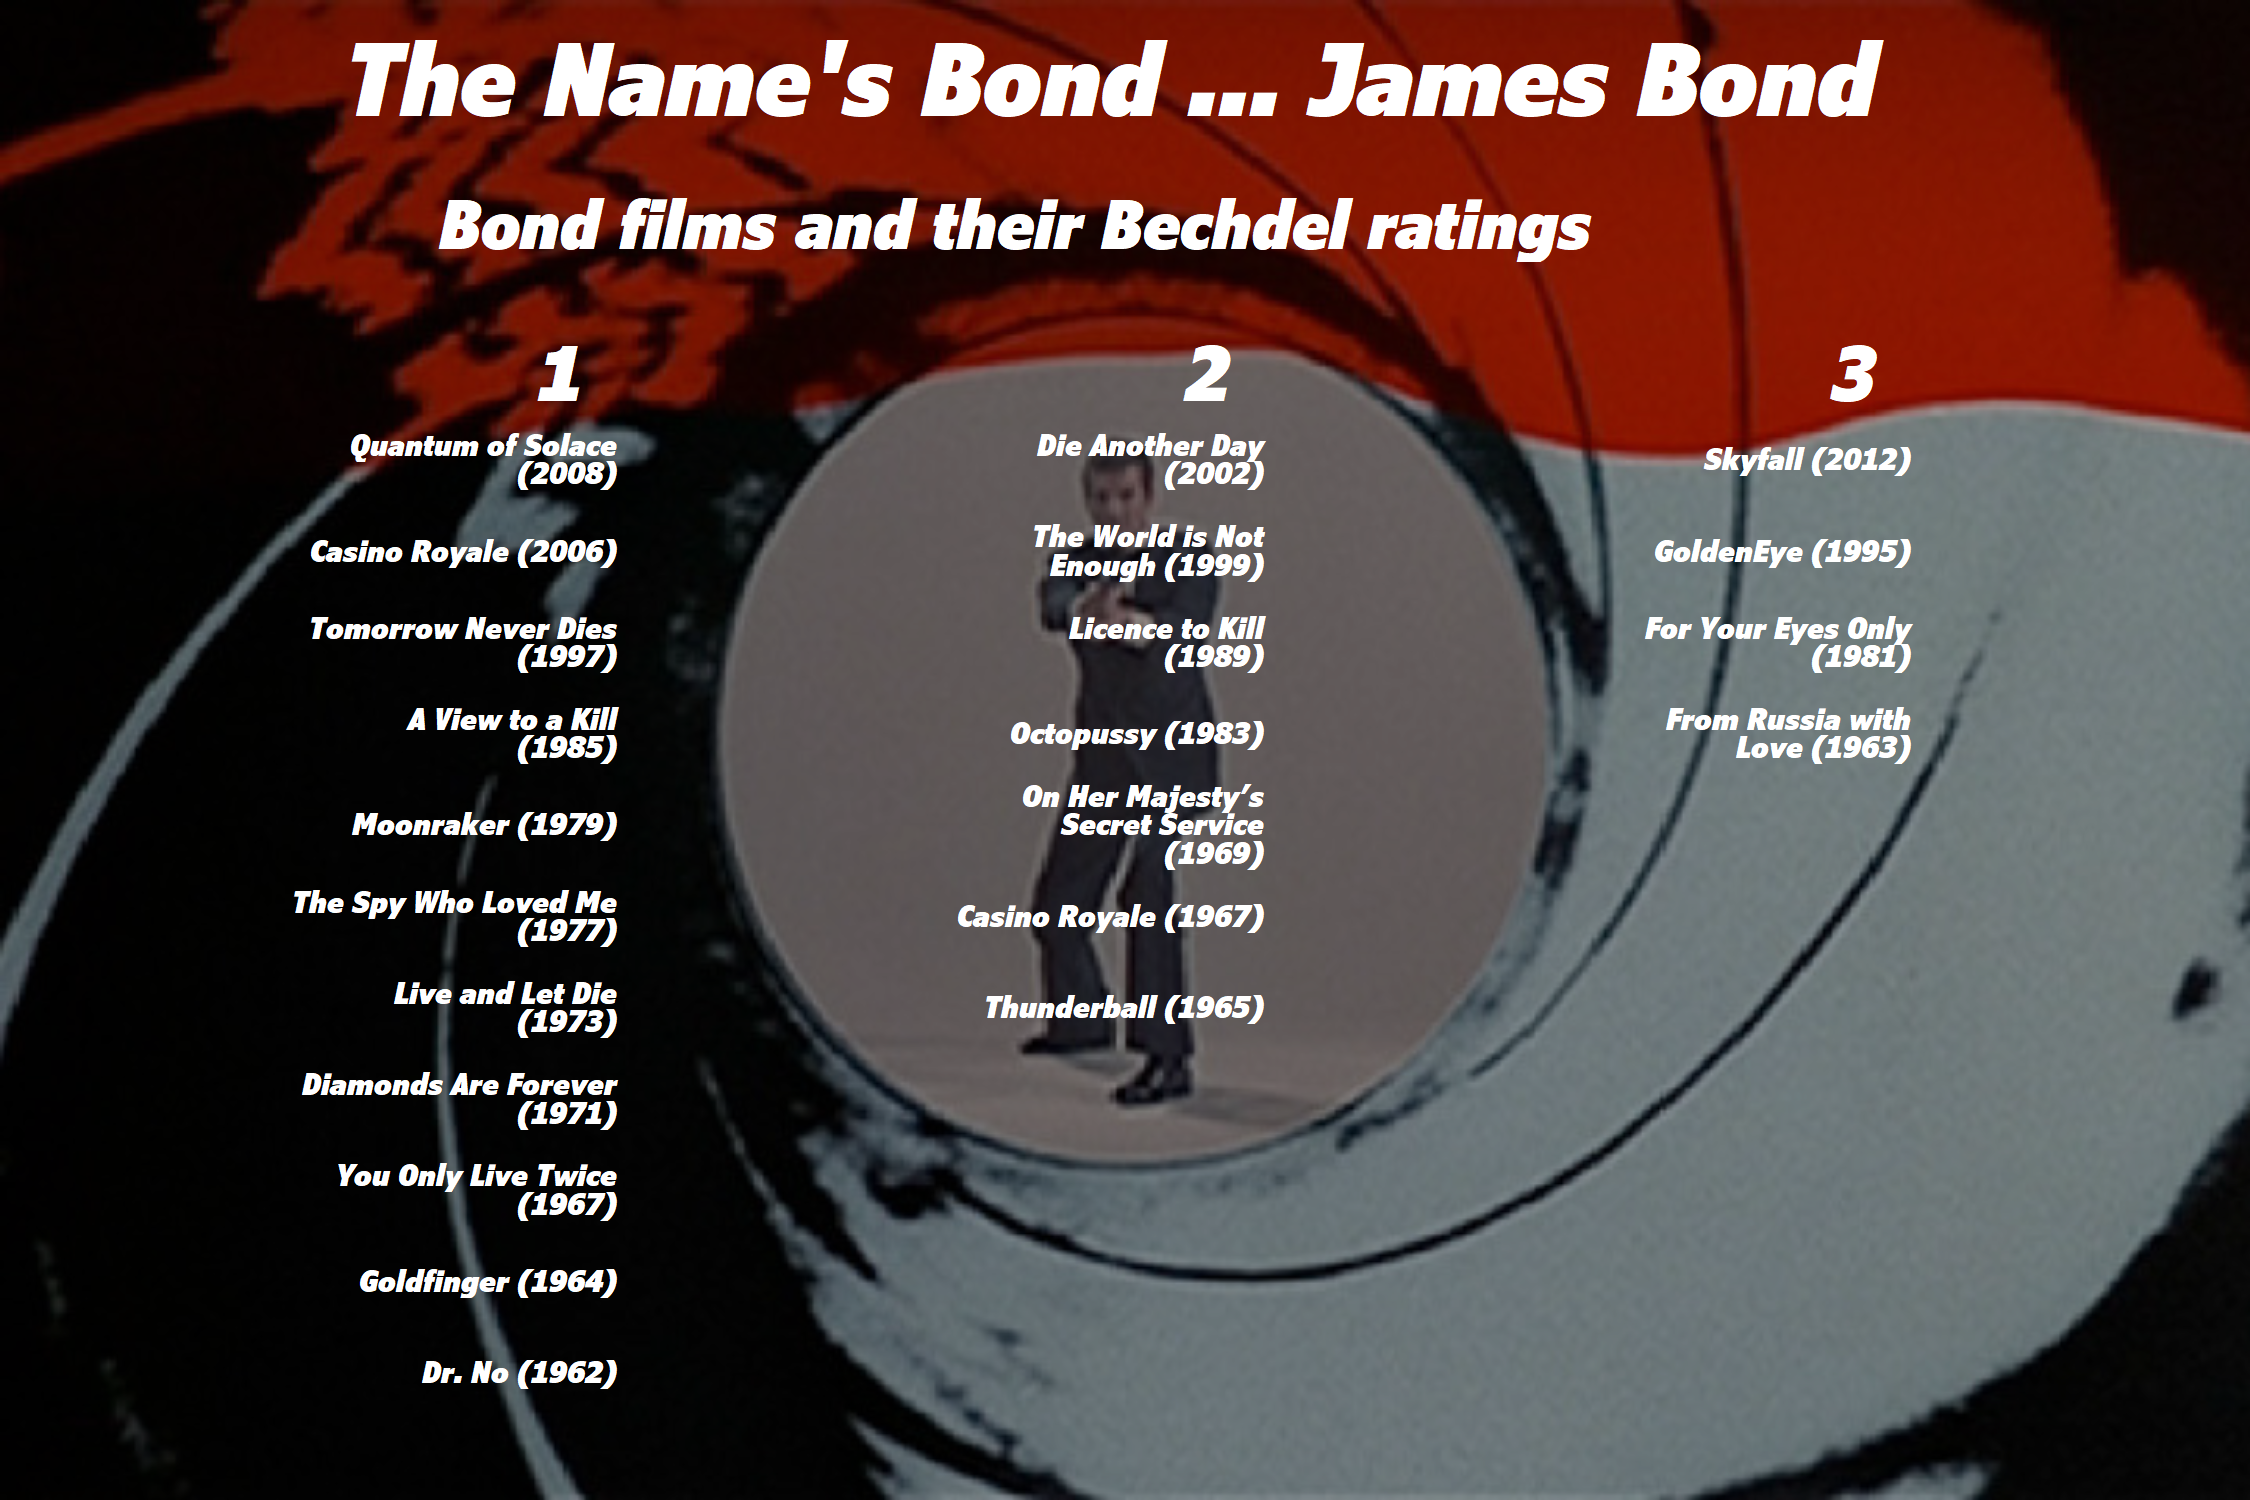 The Name's Bond ... James Bond
Bond films and their Bechdel ratings
1
Quantum of Solace
(2008)
Casino Royale (2006)
Tomorrow Never Dies
(1997)
A View to a Kill
(1985)
Moonraker (1979)
The Spy Who Loved Me
(1977)
Live and Let Die
(1973)
Diamonds Are Forever
(1971)
You Only Live Twice
(1967)
Goldfinger (1964)
Dr. No (1962)
2
Die Another Day
(2002)
The World is Not
Enough (1999)
Licence to Kill
(1989)
Octopussy (1983)
On Her Majesty’s
Secret Service
(1969)
Casino Royale (1967)
Thunderball (1965)
3
Skyfall (2012)
GoldenEye (1995)
For Your Eyes Only
(1981)
From Russia with
Love (1963)